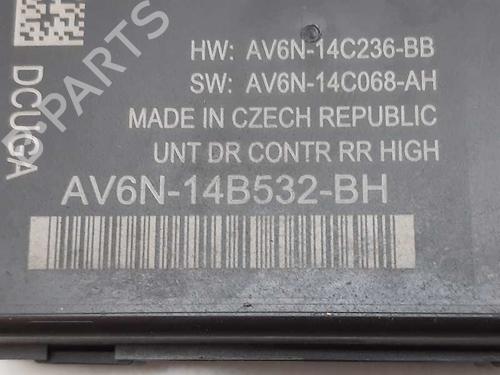 HW: AV6N-14C236-BB
SW: AV6N-14C068-AH
MADE IN CZECH REPUBLIC
UNT DR CONTR RR HIGH
AV6N-14B532-BH
DCUGA
B-PARTS